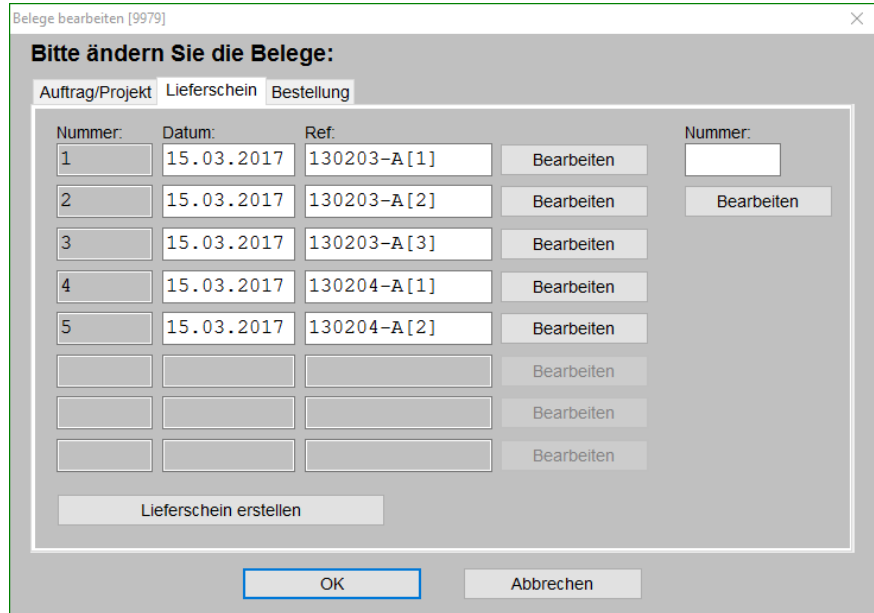 Belege bearbeiten [9979]
Bitte ändern Sie die Belege:
Auftrag/Projekt Lieferschein Bestellung
Nummer: Datum: Ref: Nummer:
1 15.03.2017 130203-A[1] Bearbeiten
2 15.03.2017 130203-A[2] Bearbeiten Bearbeiten
3 15.03.2017 130203-A[3] Bearbeiten
4 15.03.2017 130204-A[1] Bearbeiten
5 15.03.2017 130204-A[2] Bearbeiten
Bearbeiten
Bearbeiten
Bearbeiten
Lieferschein erstellen
OK Abbrechen